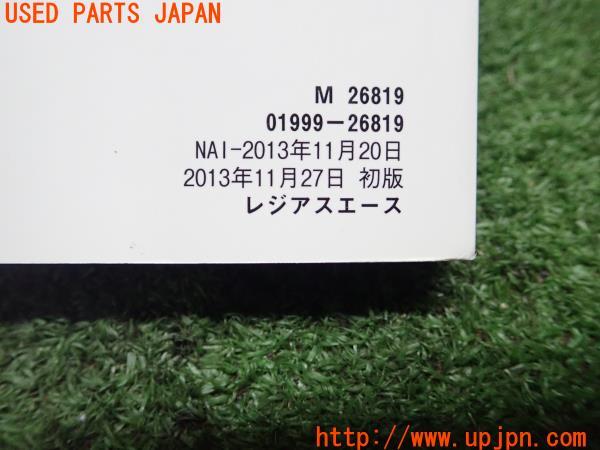 USED PARTS JAPAN
M 26819
01999-26819
NAI-2013年11月20日
2013年11月27日 初版
レジアスエース
http://www.upjpn.com/